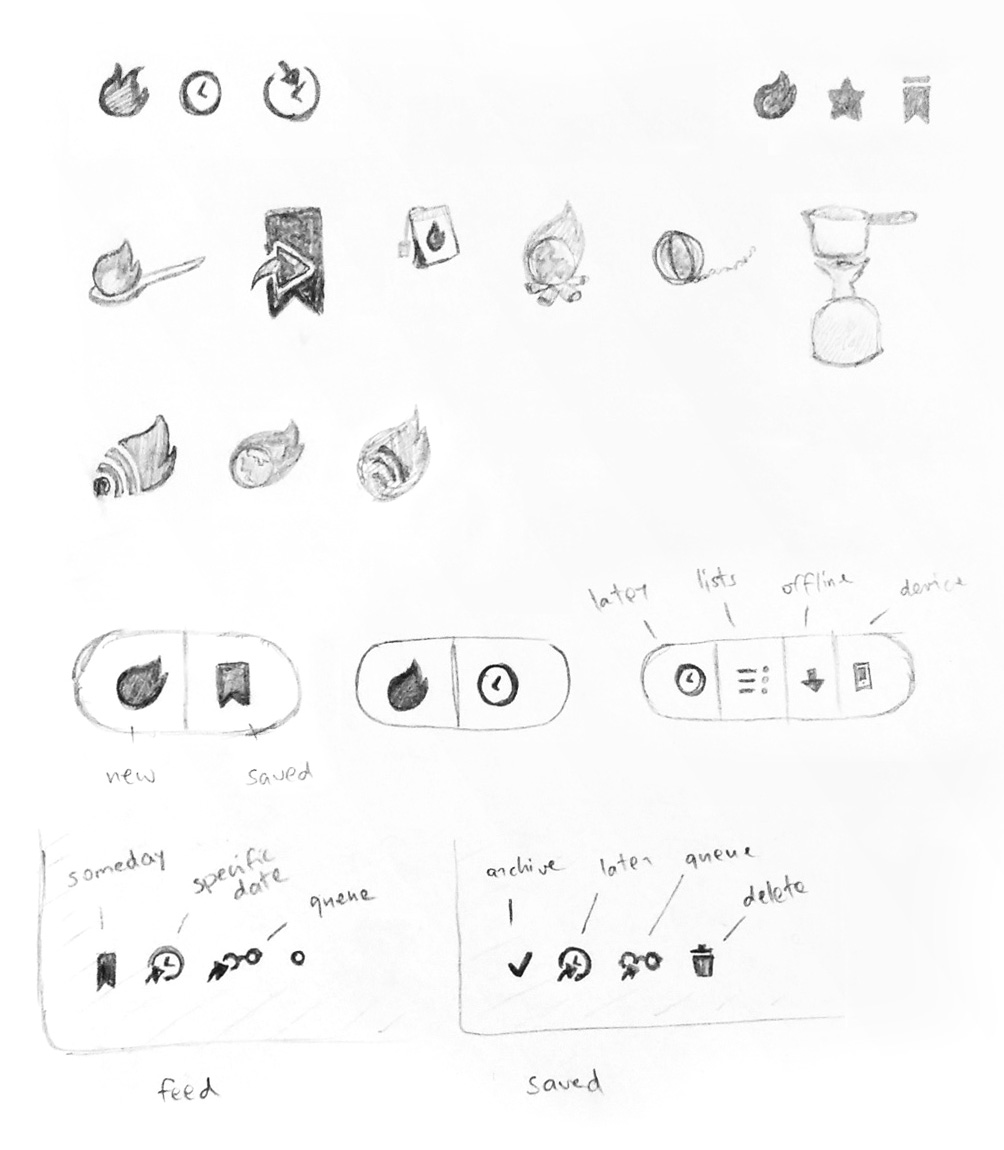 later
lists
offline
device
new
saved
someday
specific
date
queue
archive
later
queue
delete
feed
saved